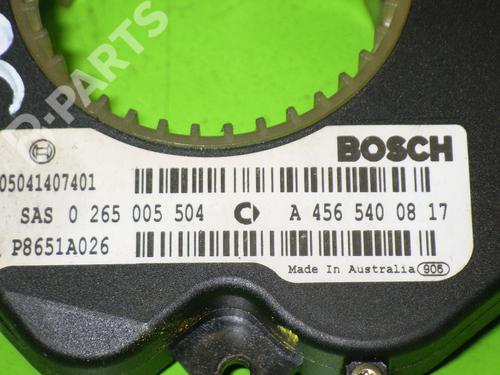 B-PARTS
BOSCH
05041407401
SAS 0 265 005 504 A 456 540 08 17
P8651A026
Made In Australia 906